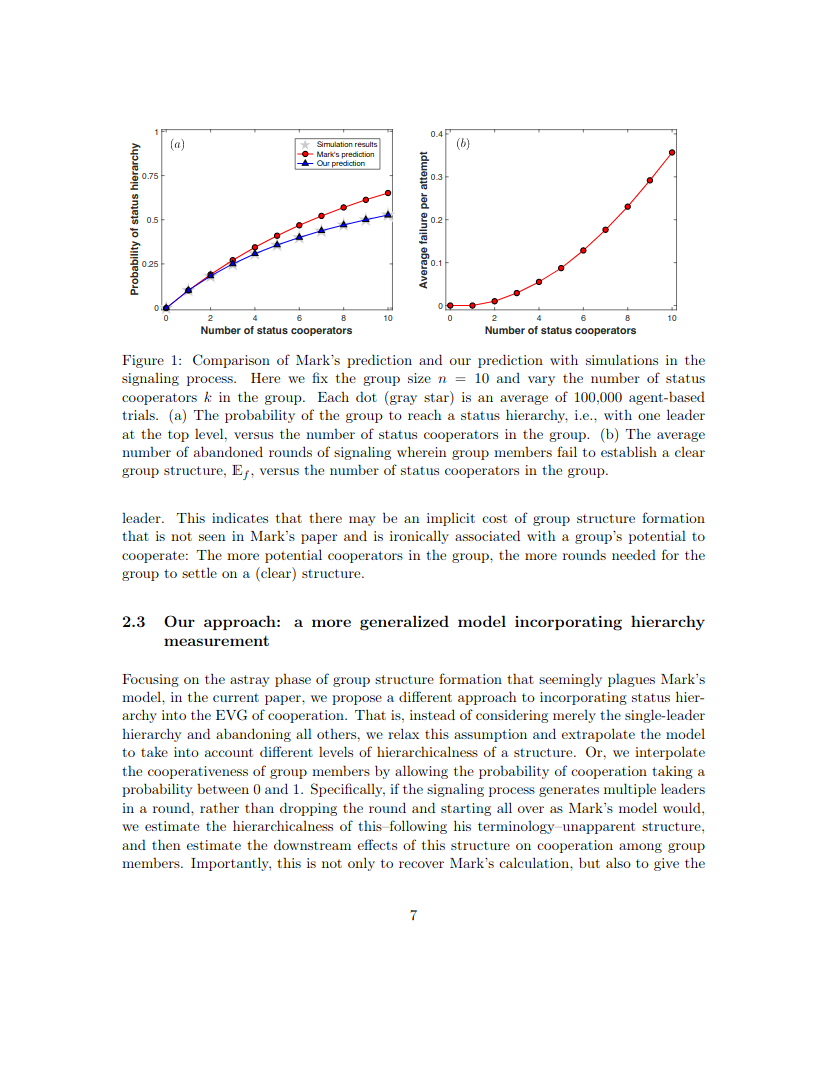 (a)
Simulation results
Mark's prediction
Our prediction
Probability of status hierarchy
1
0.75
0.5
0.25
0
0 2 4 6 8 10
Number of status cooperators
(b)
Average failure per attempt
0.4
0.3
0.2
0.1
0
0 2 4 6 8 10
Number of status cooperators
Figure 1: Comparison of Mark's prediction and our prediction with simulations in the
signaling process. Here we fix the group size n = 10 and vary the number of status
cooperators k in the group. Each dot (gray star) is an average of 100,000 agent-based
trials. (a) The probability of the group to reach a status hierarchy, i.e., with one leader
at the top level, versus the number of status cooperators in the group. (b) The average
number of abandoned rounds of signaling wherein group members fail to establish a clear
group structure, 𝔼f, versus the number of status cooperators in the group.
leader. This indicates that there may be an implicit cost of group structure formation
that is not seen in Mark's paper and is ironically associated with a group's potential to
cooperate: The more potential cooperators in the group, the more rounds needed for the
group to settle on a (clear) structure.
2.3 Our approach: a more generalized model incorporating hierarchy
measurement
Focusing on the astray phase of group structure formation that seemingly plagues Mark's
model, in the current paper, we propose a different approach to incorporating status hier-
archy into the EVG of cooperation. That is, instead of considering merely the single-leader
hierarchy and abandoning all others, we relax this assumption and extrapolate the model
to take into account different levels of hierarchicalness of a structure. Or, we interpolate
the cooperativeness of group members by allowing the probability of cooperation taking a
probability between 0 and 1. Specifically, if the signaling process generates multiple leaders
in a round, rather than dropping the round and starting all over as Mark's model would,
we estimate the hierarchicalness of this–following his terminology–unapparent structure,
and then estimate the downstream effects of this structure on cooperation among group
members. Importantly, this is not only to recover Mark's calculation, but also to give the
7